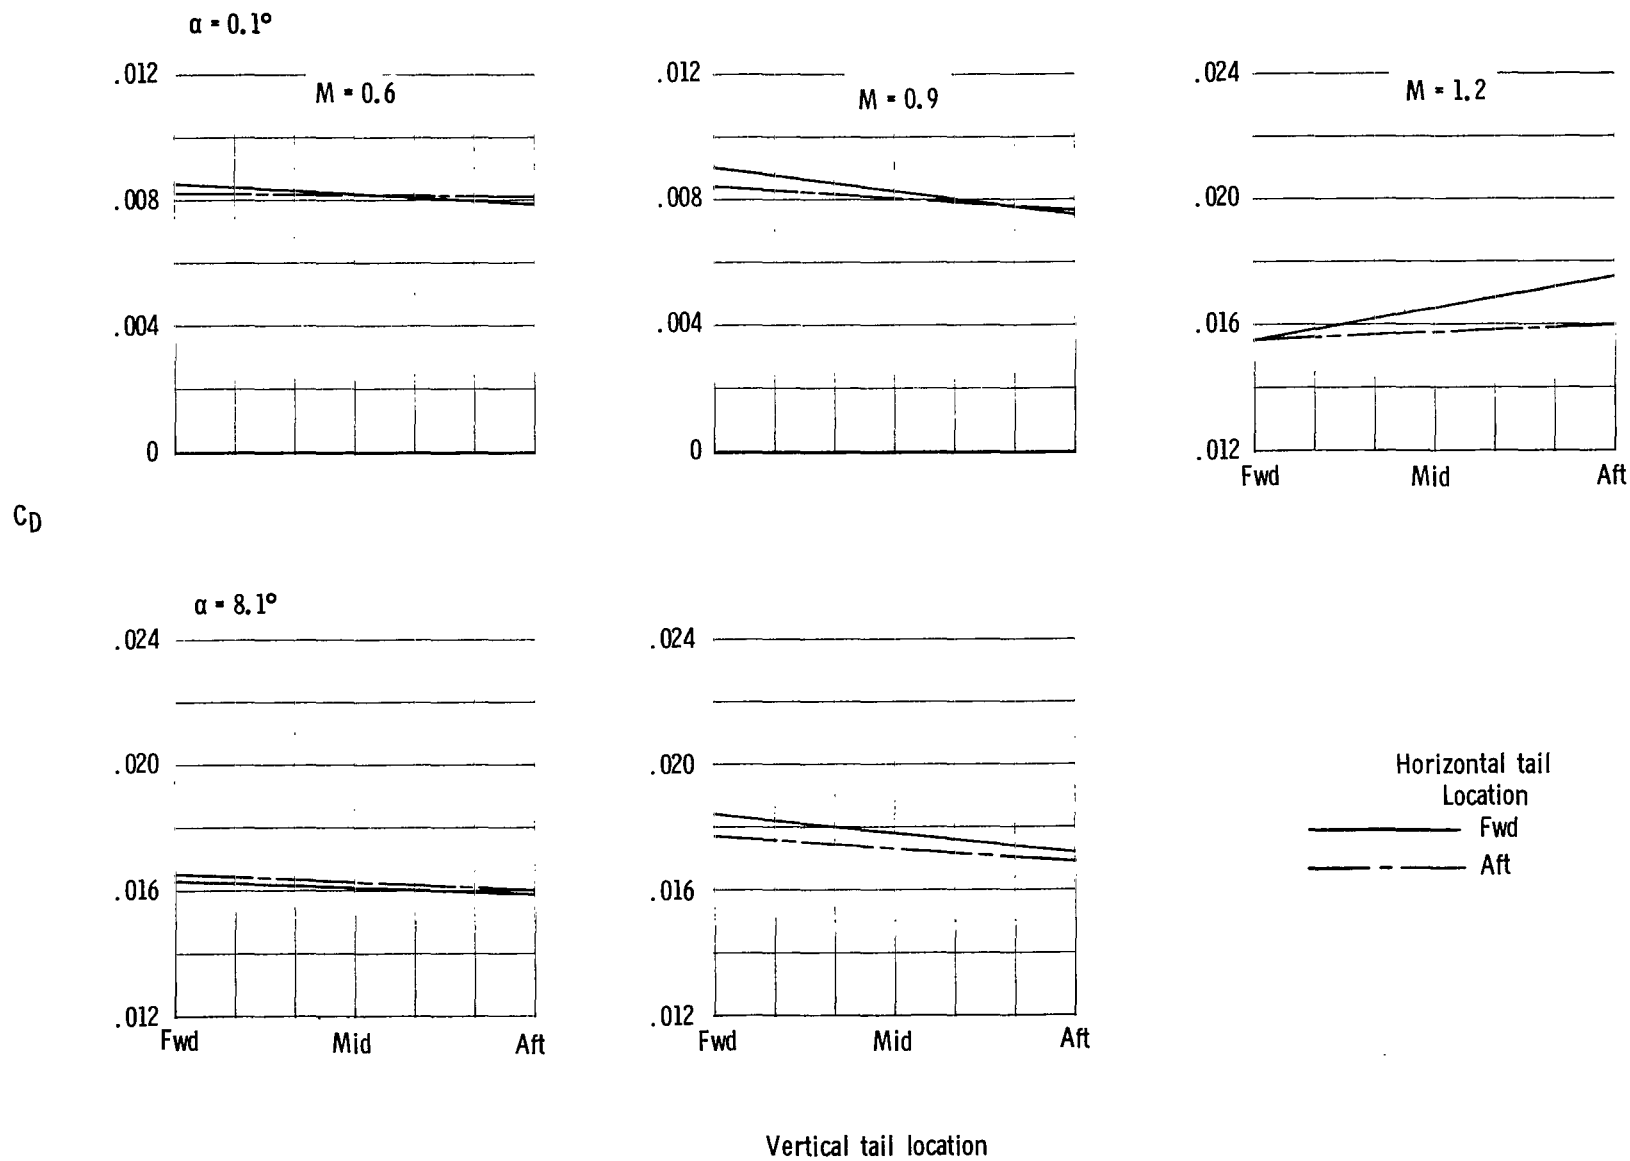 α = 0.1°
M = 0.6
.012
.008
.004
0
M = 0.9
.012
.008
.004
0
M = 1.2
.024
.020
.016
.012
Fwd Mid Aft
C_D
α = 8.1°
.024
.020
.016
.012
Fwd Mid Aft
.024
.020
.016
.012
Fwd Mid Aft
Horizontal tail
Location
Fwd
Aft
Vertical tail location